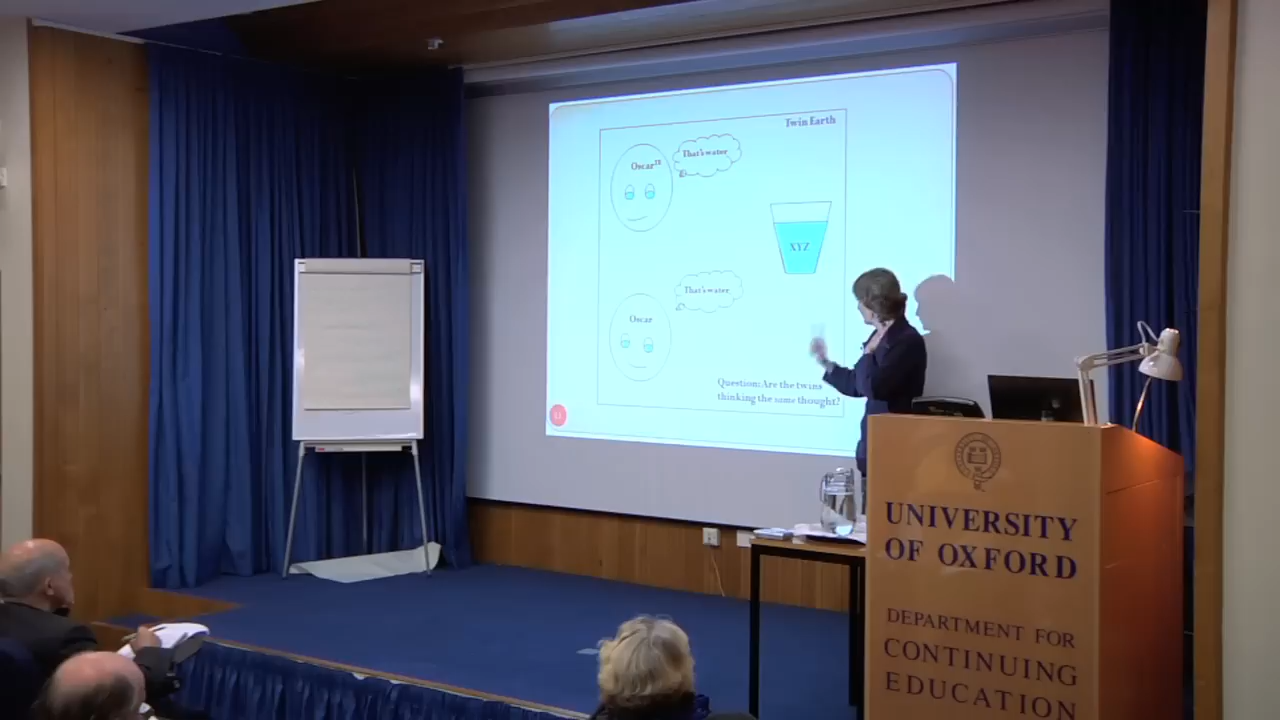 Twin Earth
That's water
OscarTE
XYZ
That's water
Oscar
Question: Are the twins
thinking the same thought?
UNIVERSITY
OF OXFORD
DEPARTMENT FOR
CONTINUING
EDUCATION